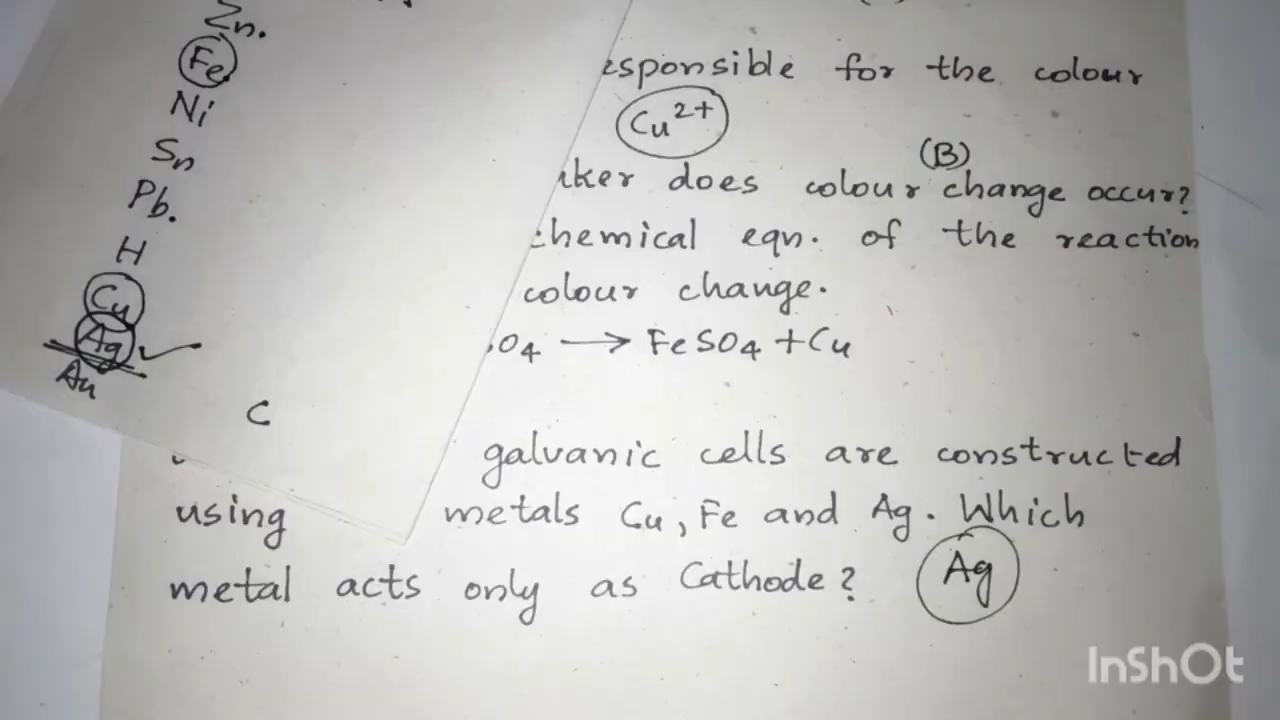 Zn.
Fe
Ni
Sn
Pb.
H
Cu
Ag
Au
C
esponsible for the colour
Cu²⁺
(B)
does colour change occur?
chemical eqn. of the reaction
colour change.
O₄ → FeSO₄ + Cu
galvanic cells are constructed
using metals Cu, Fe and Ag. Which
metal acts only as Cathode? Ag
InShOt